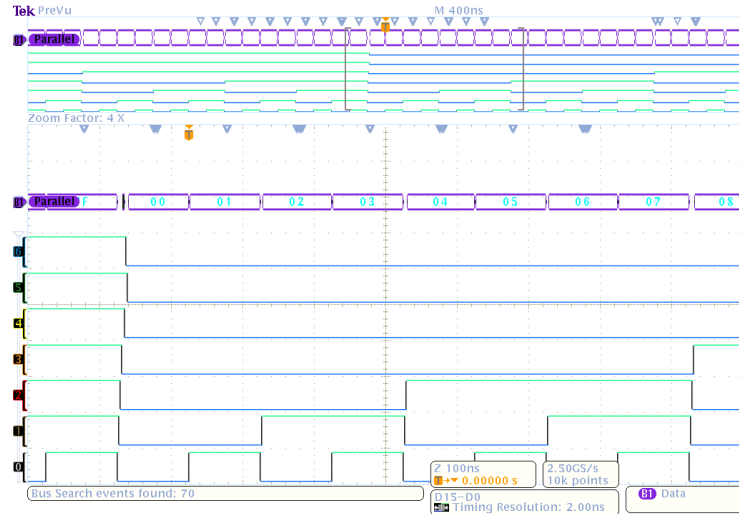 Tek PreVu M 400ns
T
B1 Parallel
Zoom Factor: 4 X
T
B1 Parallel F 00 01 02 03 04 05 06 07 08
6
5
4
3
2
1
0
Z 100ns 2.50GS/s
T 0.00000 s 10k points
Bus Search events found: 70
D15-D0 B1 Data
Timing Resolution: 2.00ns